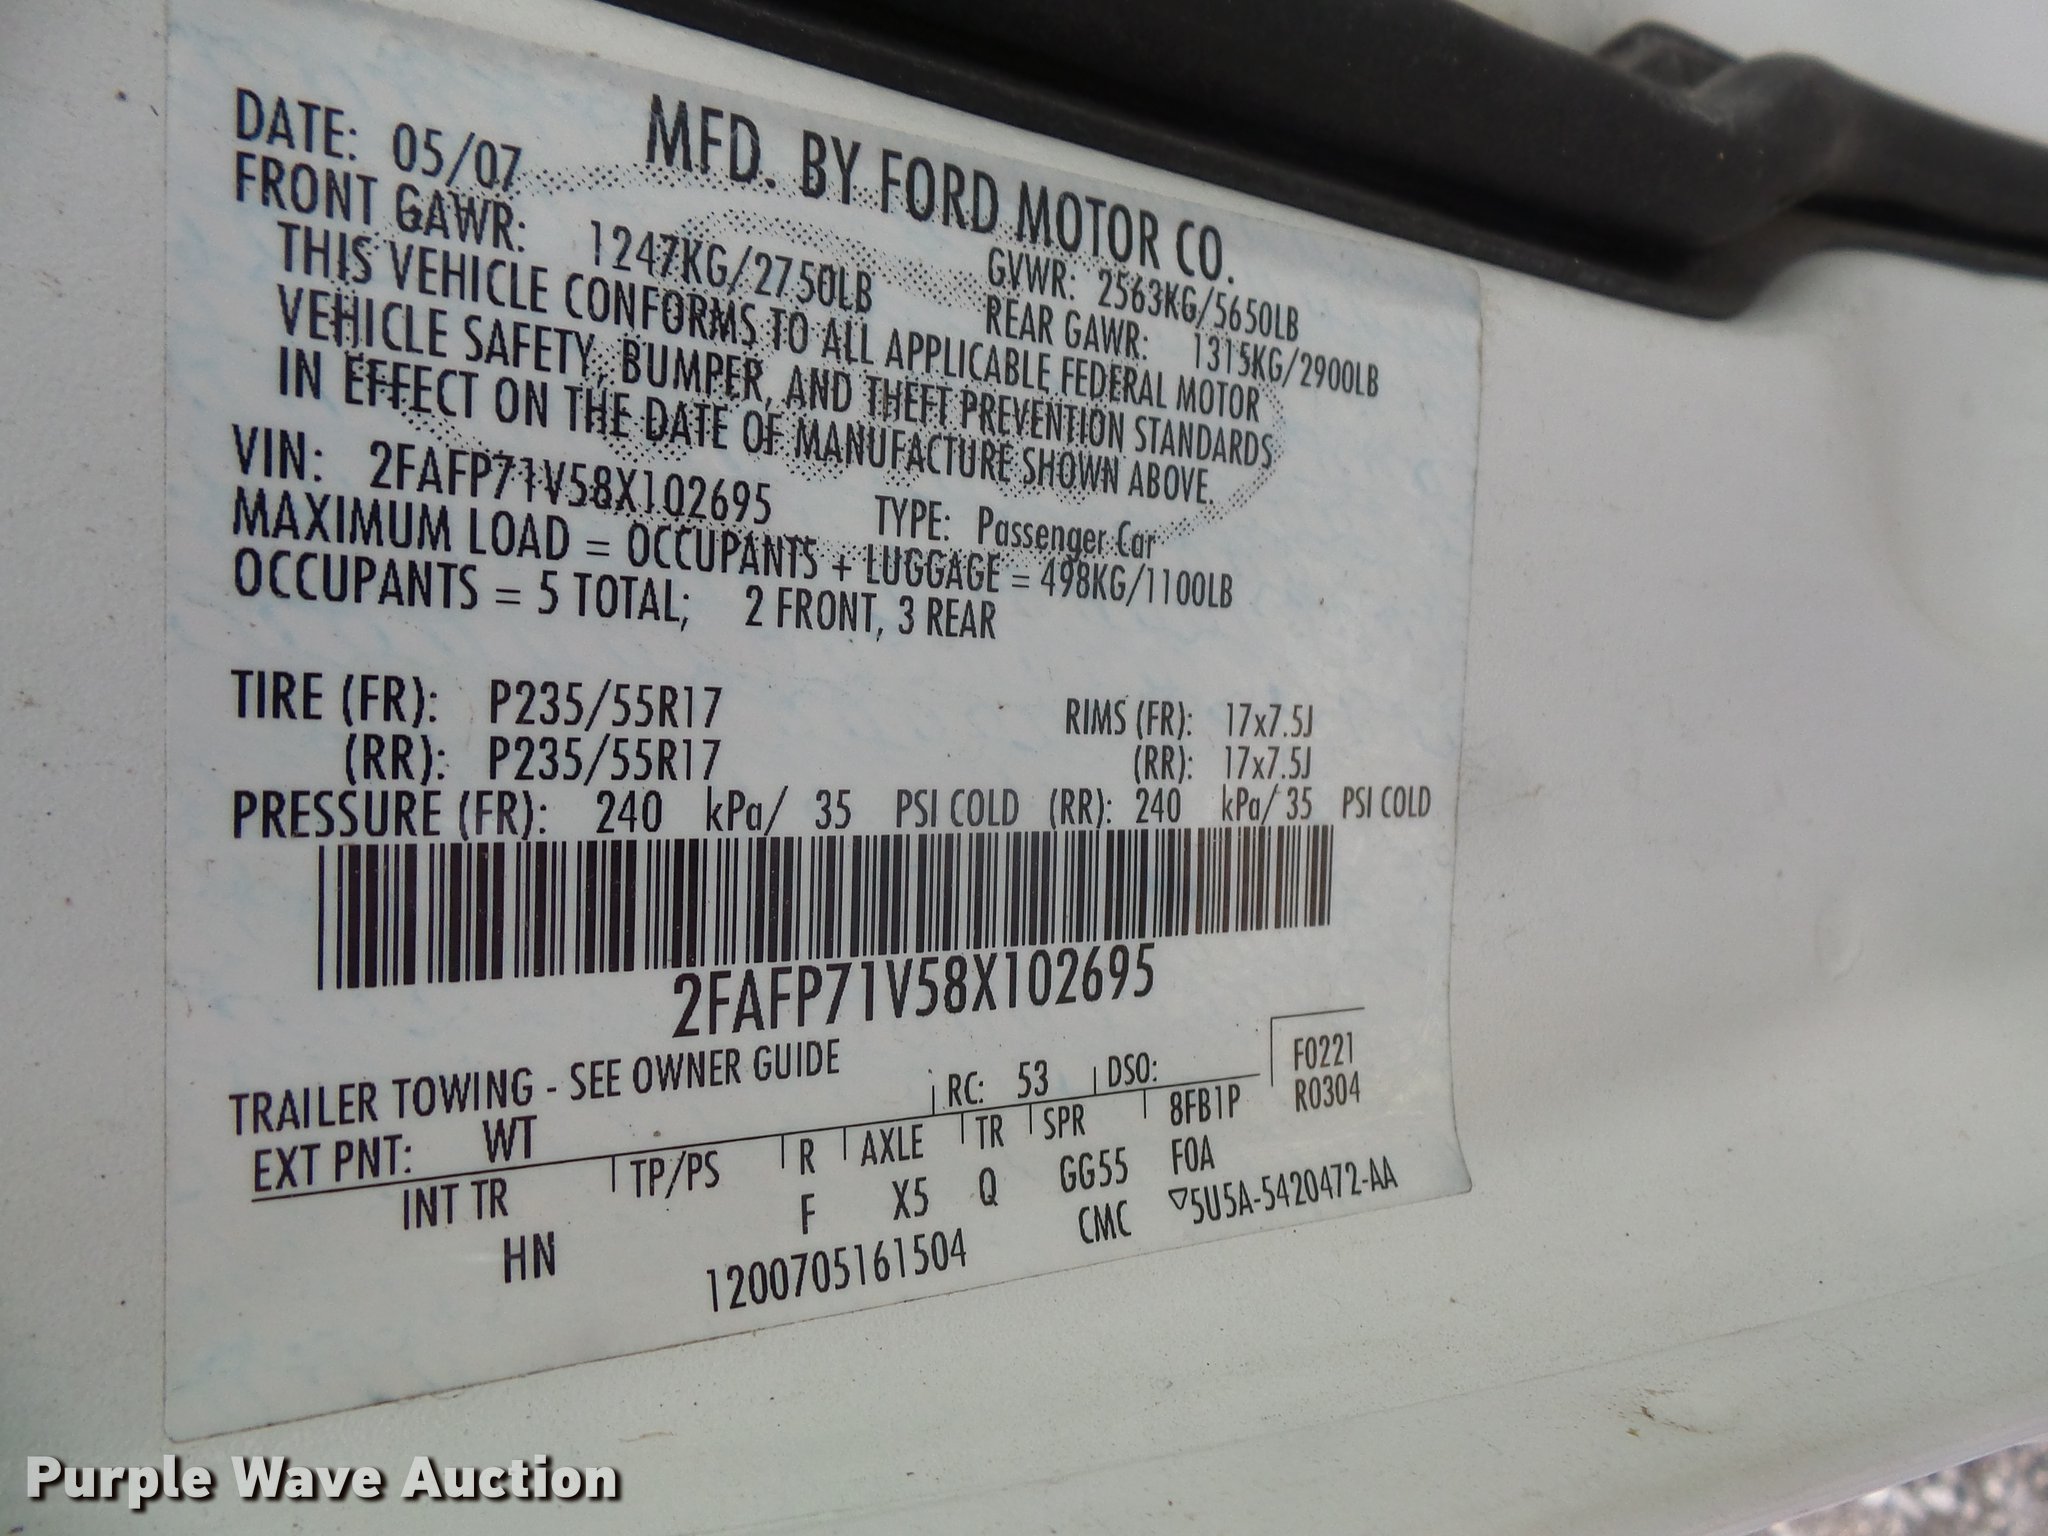 MFD. BY FORD MOTOR CO.
DATE: 05/07 GVWR: 2563KG/5650LB
FRONT GAWR: 1247KG/2750LB REAR GAWR: 1315KG/2900LB
THIS VEHICLE CONFORMS TO ALL APPLICABLE FEDERAL MOTOR
VEHICLE SAFETY, BUMPER, AND THEFT PREVENTION STANDARDS
IN EFFECT ON THE DATE OF MANUFACTURE SHOWN ABOVE.
VIN: 2FAFP71V58X102695 TYPE: Passenger Car
MAXIMUM LOAD = OCCUPANTS + LUGGAGE = 498KG/1100LB
OCCUPANTS = 5 TOTAL; 2 FRONT, 3 REAR
TIRE (FR): P235/55R17 RIMS (FR): 17x7.5J
(RR): P235/55R17 (RR): 17x7.5J
PRESSURE (FR): 240 kPa/ 35 PSI COLD (RR): 240 kPa/ 35 PSI COLD
2FAFP71V58X102695
TRAILER TOWING - SEE OWNER GUIDE
F0221
R0304
EXT PNT: WT RC: 53 DSO:
INT TR TP/PS R AXLE TR SPR 8FB1P
HN F X5 Q GG55 F0A
1200705161504 CMC ▽5U5A-5420472-AA
Purple Wave Auction